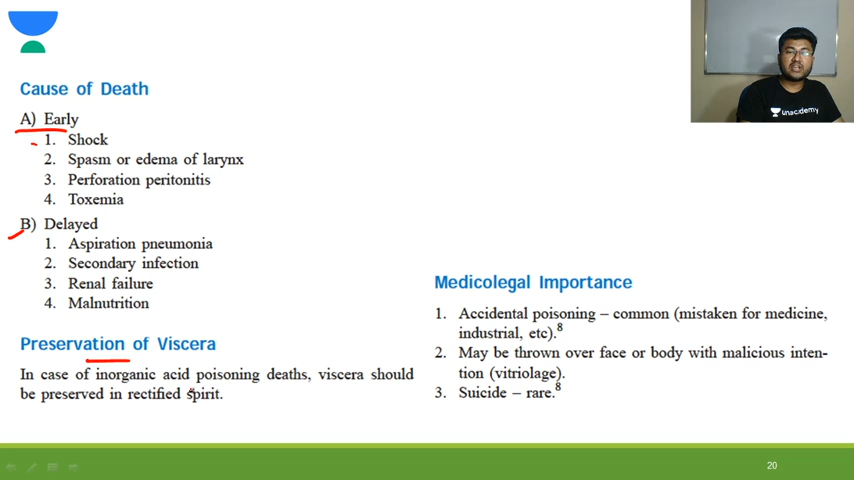 Cause of Death
A) Early
1. Shock
2. Spasm or edema of larynx
3. Perforation peritonitis
4. Toxemia
B) Delayed
1. Aspiration pneumonia
2. Secondary infection
3. Renal failure
4. Malnutrition
Preservation of Viscera
In case of inorganic acid poisoning deaths, viscera should
be preserved in rectified spirit.
Medicolegal Importance
1. Accidental poisoning – common (mistaken for medicine,
industrial, etc).8
2. May be thrown over face or body with malicious inten-
tion (vitriolage).
3. Suicide – rare.8
unacademy
20